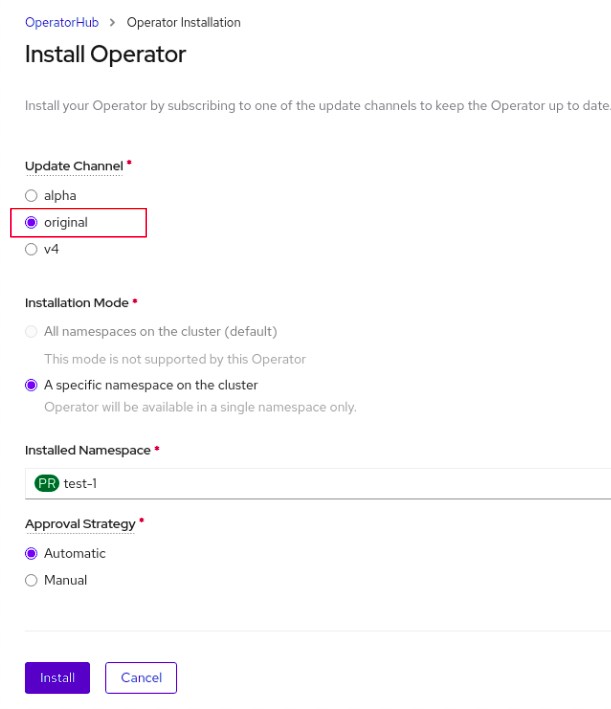 OperatorHub > Operator Installation
Install Operator
Install your Operator by subscribing to one of the update channels to keep the Operator up to date.
Update Channel *
alpha
original
v4
Installation Mode *
All namespaces on the cluster (default)
This mode is not supported by this Operator
A specific namespace on the cluster
Operator will be available in a single namespace only.
Installed Namespace *
PR test-1
Approval Strategy *
Automatic
Manual
Install Cancel